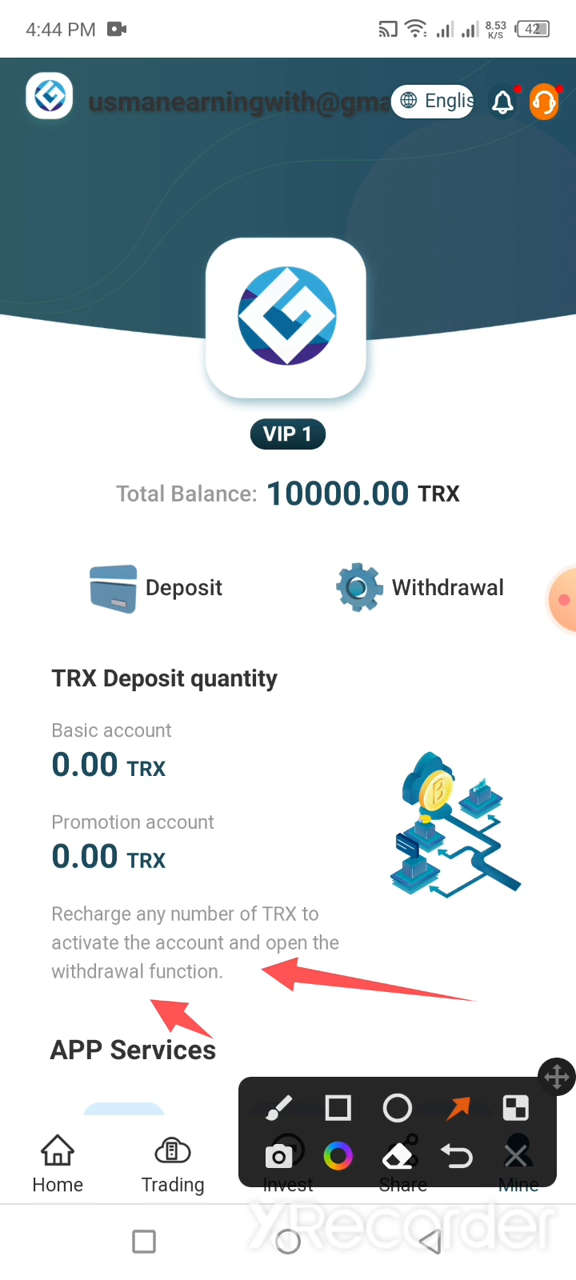 4:44 PM
8.53 K/S
42
usmanearningwith@gma
Englis
VIP 1
Total Balance: 10000.00 TRX
Deposit
Withdrawal
TRX Deposit quantity
Basic account
0.00 TRX
Promotion account
0.00 TRX
Recharge any number of TRX to
activate the account and open the
withdrawal function.
APP Services
Home
Trading
Invest
Share
Mine
XRecorder